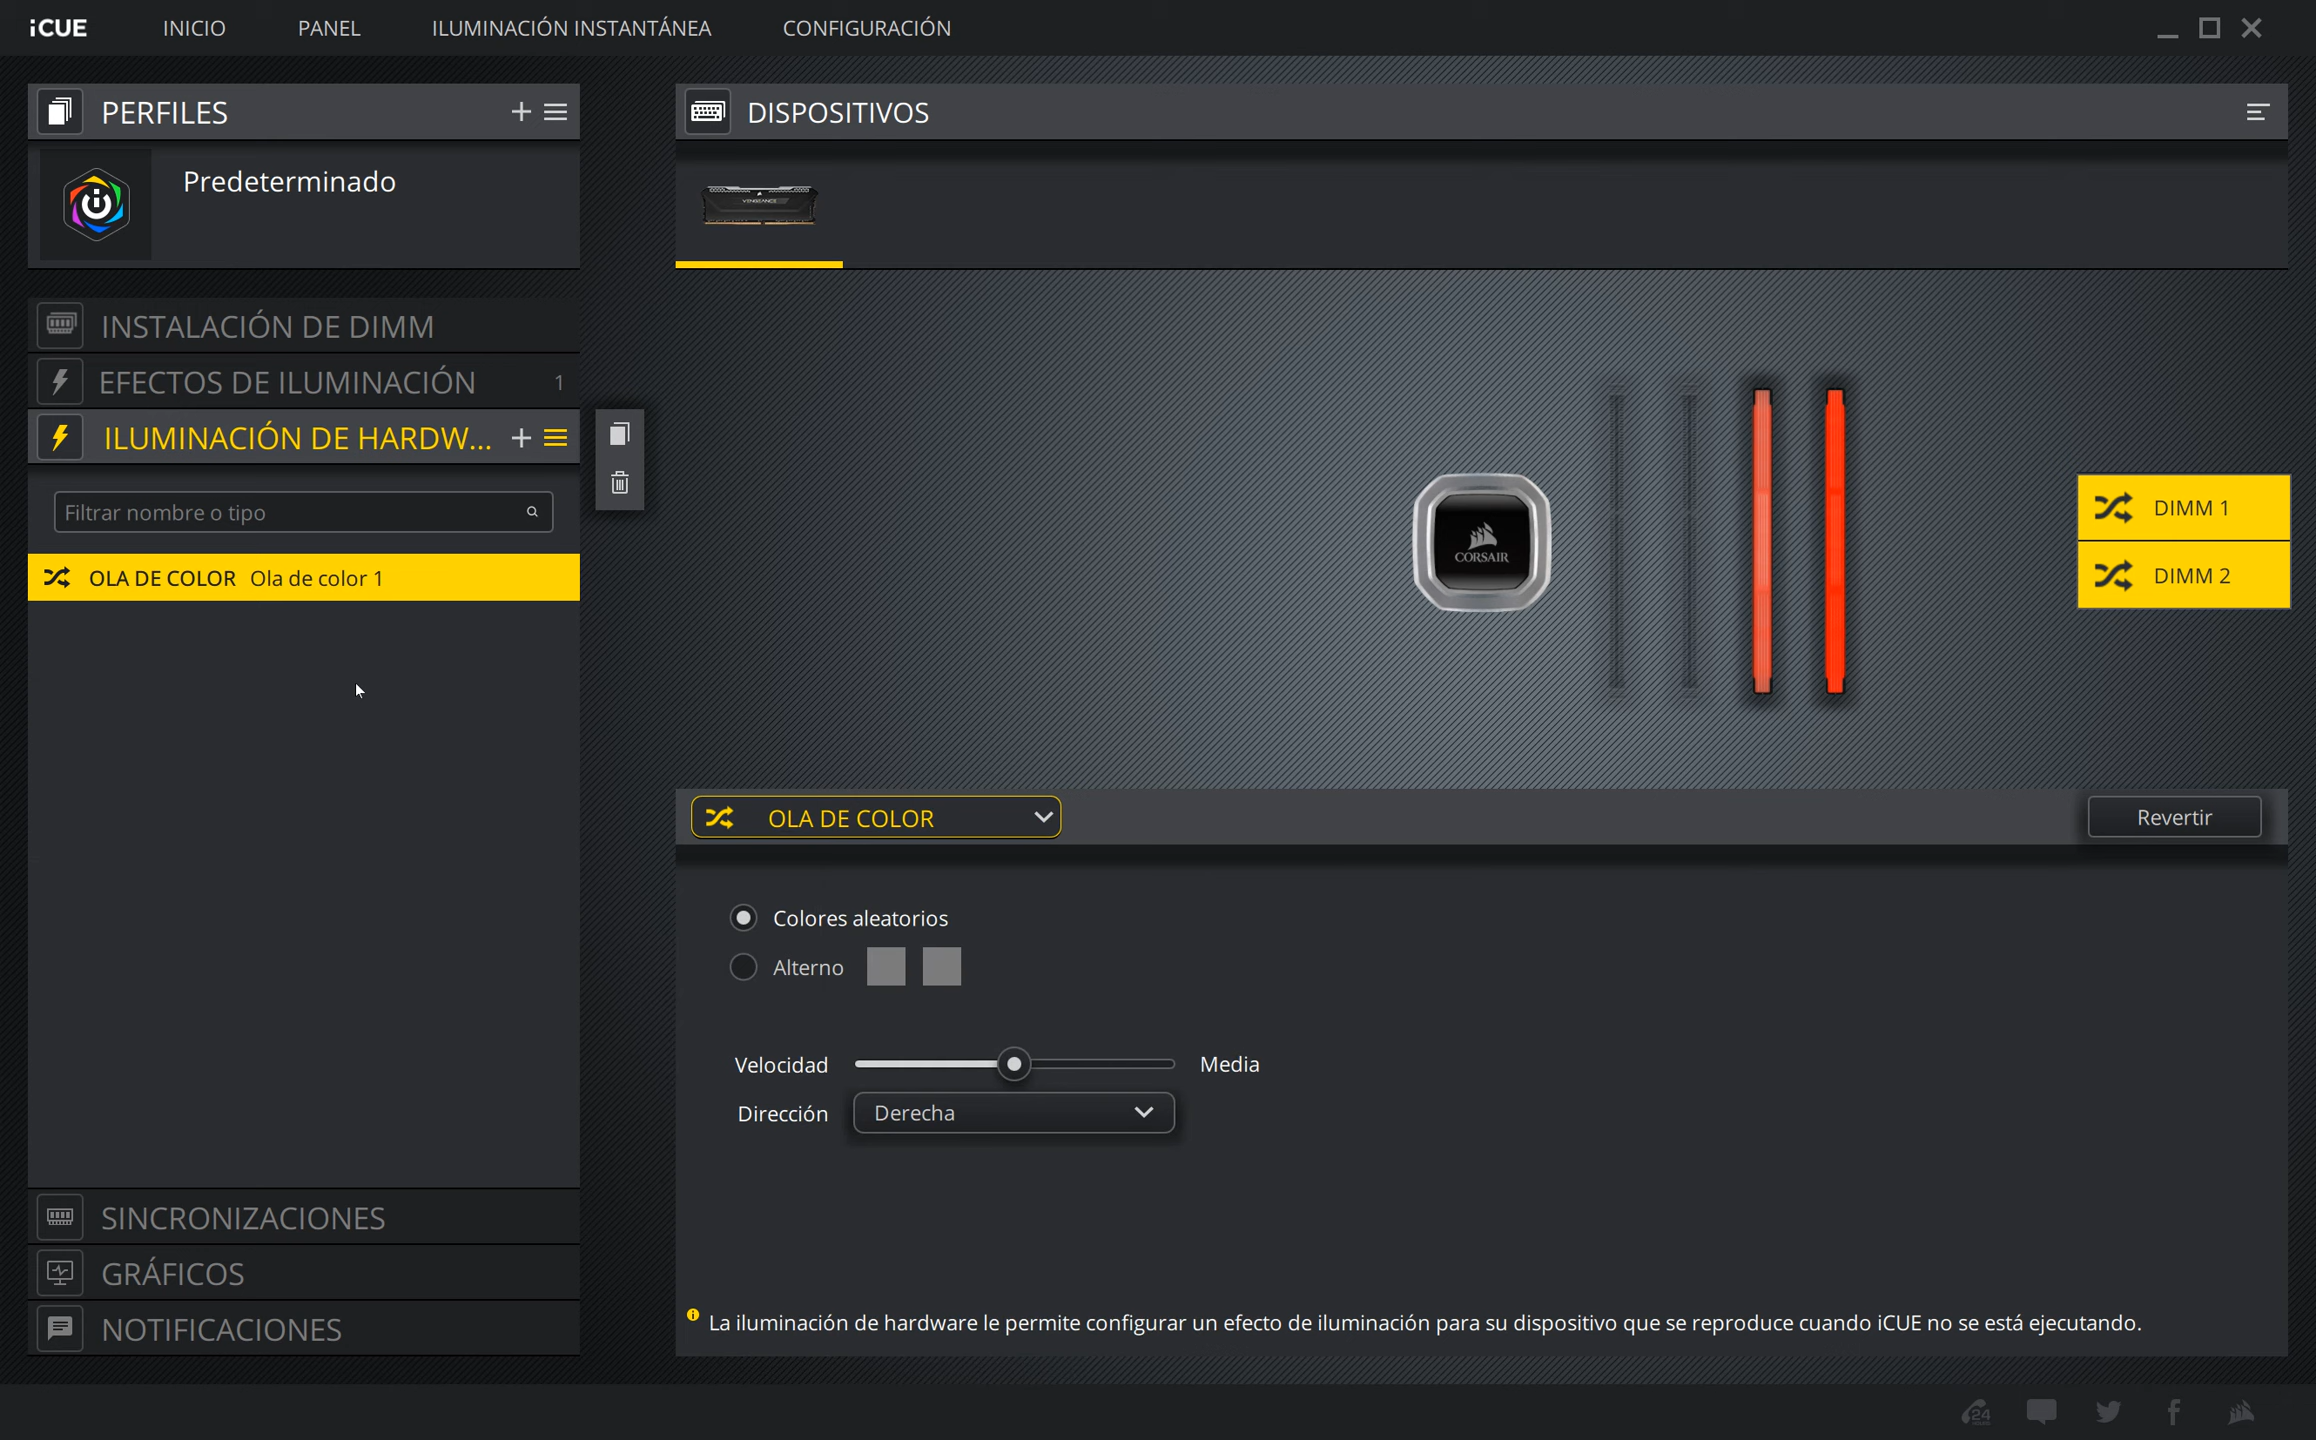 iCUE INICIO PANEL ILUMINACIÓN INSTANTÁNEA CONFIGURACIÓN
PERFILES
Predeterminado
INSTALACIÓN DE DIMM
EFECTOS DE ILUMINACIÓN 1
ILUMINACIÓN DE HARDW...
Filtrar nombre o tipo
OLA DE COLOR Ola de color 1
SINCRONIZACIONES
GRÁFICOS
NOTIFICACIONES
DISPOSITIVOS
VENGEANCE
CORSAIR
DIMM 1
DIMM 2
OLA DE COLOR
Revertir
Colores aleatorios
Alterno
Velocidad Media
Dirección Derecha
La iluminación de hardware le permite configurar un efecto de iluminación para su dispositivo que se reproduce cuando iCUE no se está ejecutando.
24